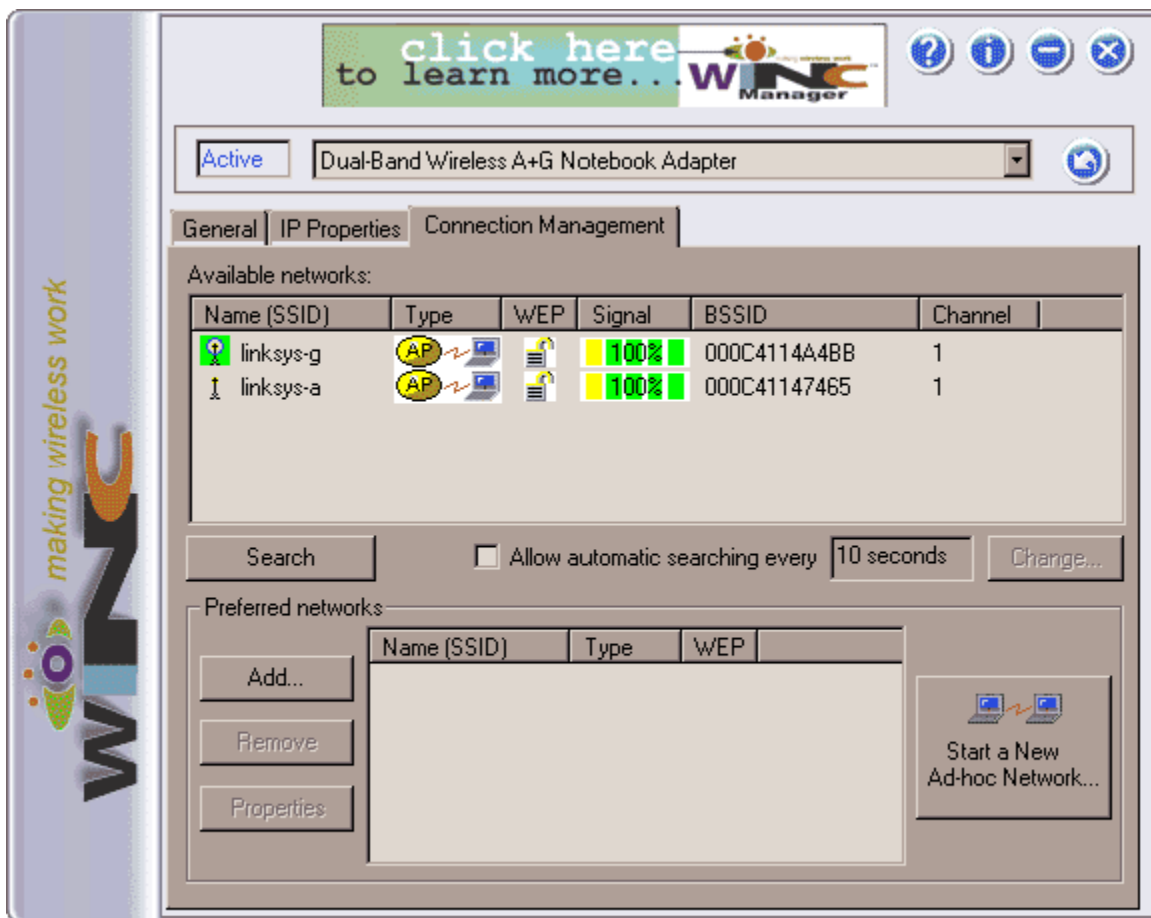 click here
to learn more...
WiNC
making wireless work
Manager
Active
Dual-Band Wireless A+G Notebook Adapter
General
IP Properties
Connection Management
Available networks:
Name (SSID) Type WEP Signal BSSID Channel
linksys-g AP 100% 000C4114A4BB 1
linksys-a AP 100% 000C41147465 1
Search
Allow automatic searching every 10 seconds
Change...
Preferred networks
Name (SSID) Type WEP
Add...
Remove
Properties
Start a New
Ad-hoc Network...
WiNC
making wireless work